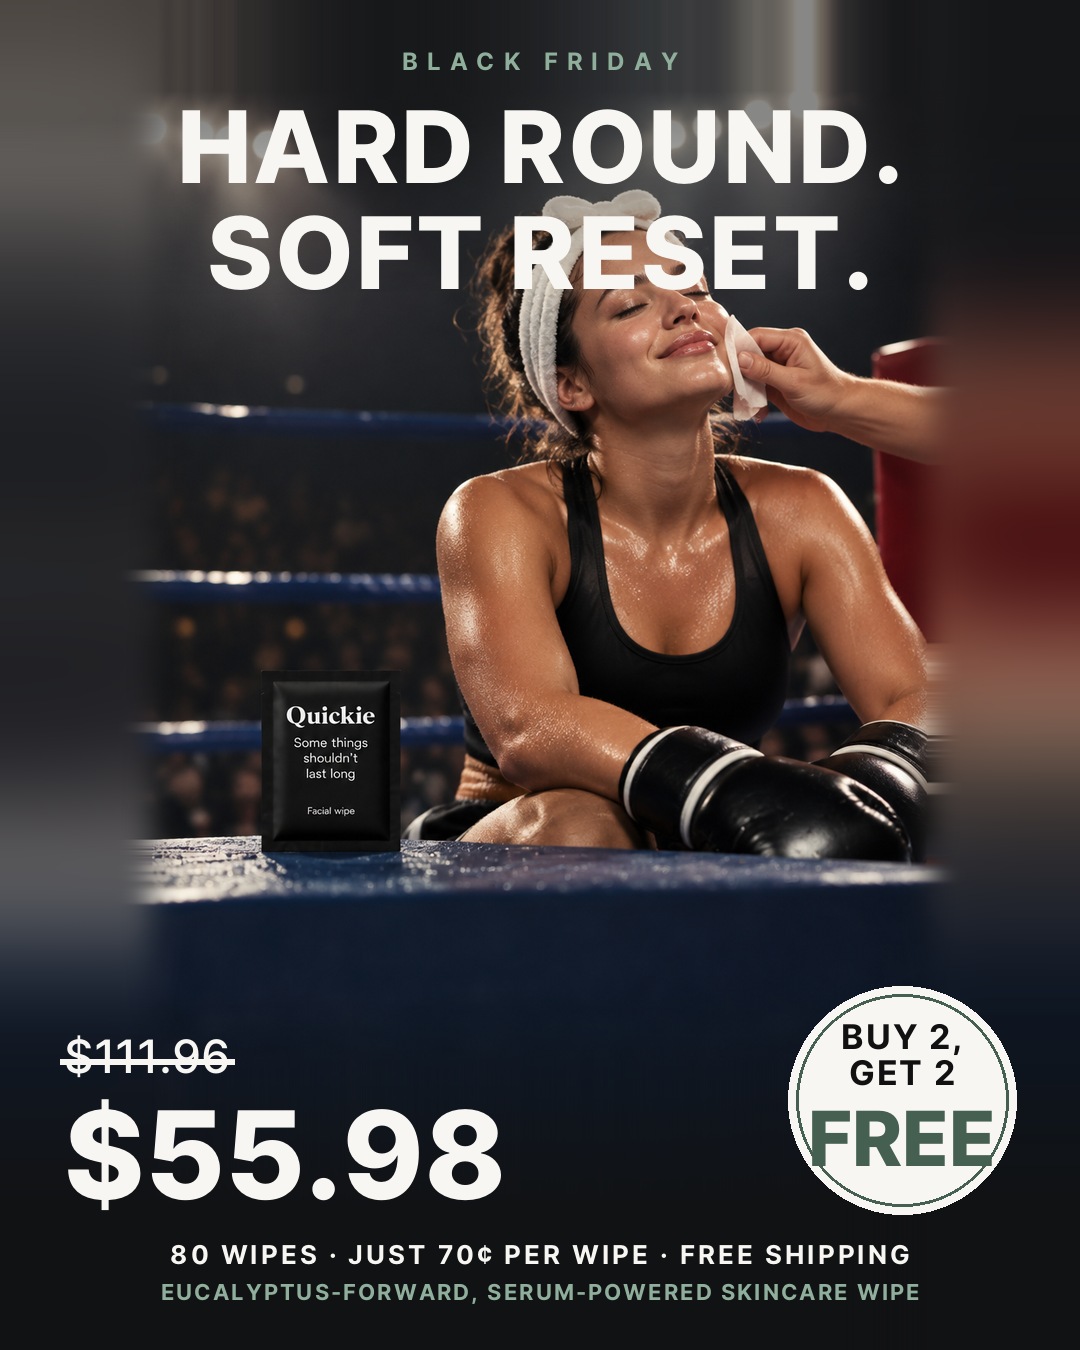 BLACK FRIDAY
HARD ROUND.
SOFT RESET.
Quickie
Some things
shouldn't
last long
Facial wipe
$111.96
$55.98
BUY 2,
GET 2
FREE
80 WIPES · JUST 70¢ PER WIPE · FREE SHIPPING
EUCALYPTUS-FORWARD, SERUM-POWERED SKINCARE WIPE